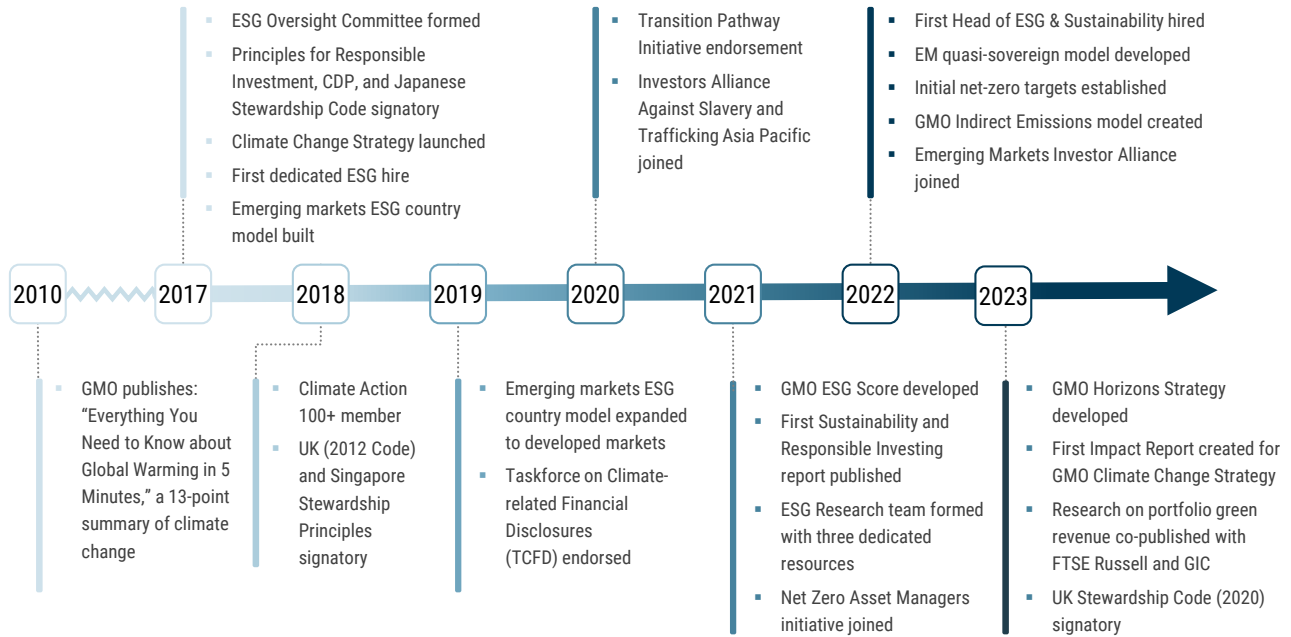 ESG Oversight Committee formed
Principles for Responsible
Investment, CDP, and Japanese
Stewardship Code signatory
Climate Change Strategy launched
First dedicated ESG hire
Emerging markets ESG country
model built
Transition Pathway
Initiative endorsement
Investors Alliance
Against Slavery and
Trafficking Asia Pacific
joined
First Head of ESG & Sustainability hired
EM quasi-sovereign model developed
Initial net-zero targets established
GMO Indirect Emissions model created
Emerging Markets Investor Alliance
joined
2010
2017
2018
2019
2020
2021
2022
2023
GMO publishes:
“Everything You
Need to Know about
Global Warming in 5
Minutes,” a 13-point
summary of climate
change
Climate Action
100+ member
UK (2012 Code)
and Singapore
Stewardship
Principles
signatory
Emerging markets ESG
country model expanded
to developed markets
Taskforce on Climate-
related Financial
Disclosures
(TCFD) endorsed
GMO ESG Score developed
First Sustainability and
Responsible Investing
report published
ESG Research team formed
with three dedicated
resources
Net Zero Asset Managers
initiative joined
GMO Horizons Strategy
developed
First Impact Report created for
GMO Climate Change Strategy
Research on portfolio green
revenue co-published with
FTSE Russell and GIC
UK Stewardship Code (2020)
signatory